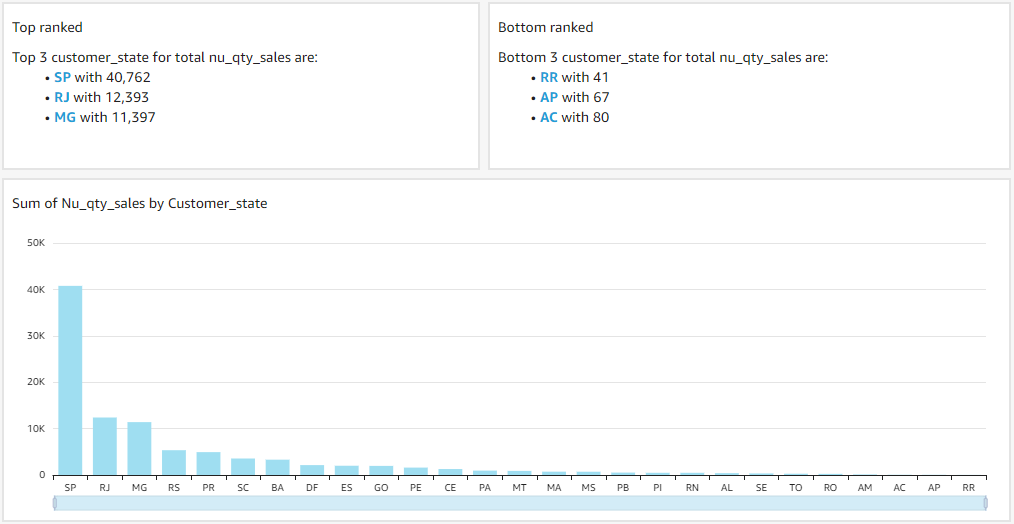 Top ranked
Top 3 customer_state for total nu_qty_sales are:
• SP with 40,762
• RJ with 12,393
• MG with 11,397
Bottom ranked
Bottom 3 customer_state for total nu_qty_sales are:
• RR with 41
• AP with 67
• AC with 80
Sum of Nu_qty_sales by Customer_state
50K
40K
30K
20K
10K
0
SP RJ MG RS PR SC BA DF ES GO PE CE PA MT MA MS PB PI RN AL SE TO RO AM AC AP RR